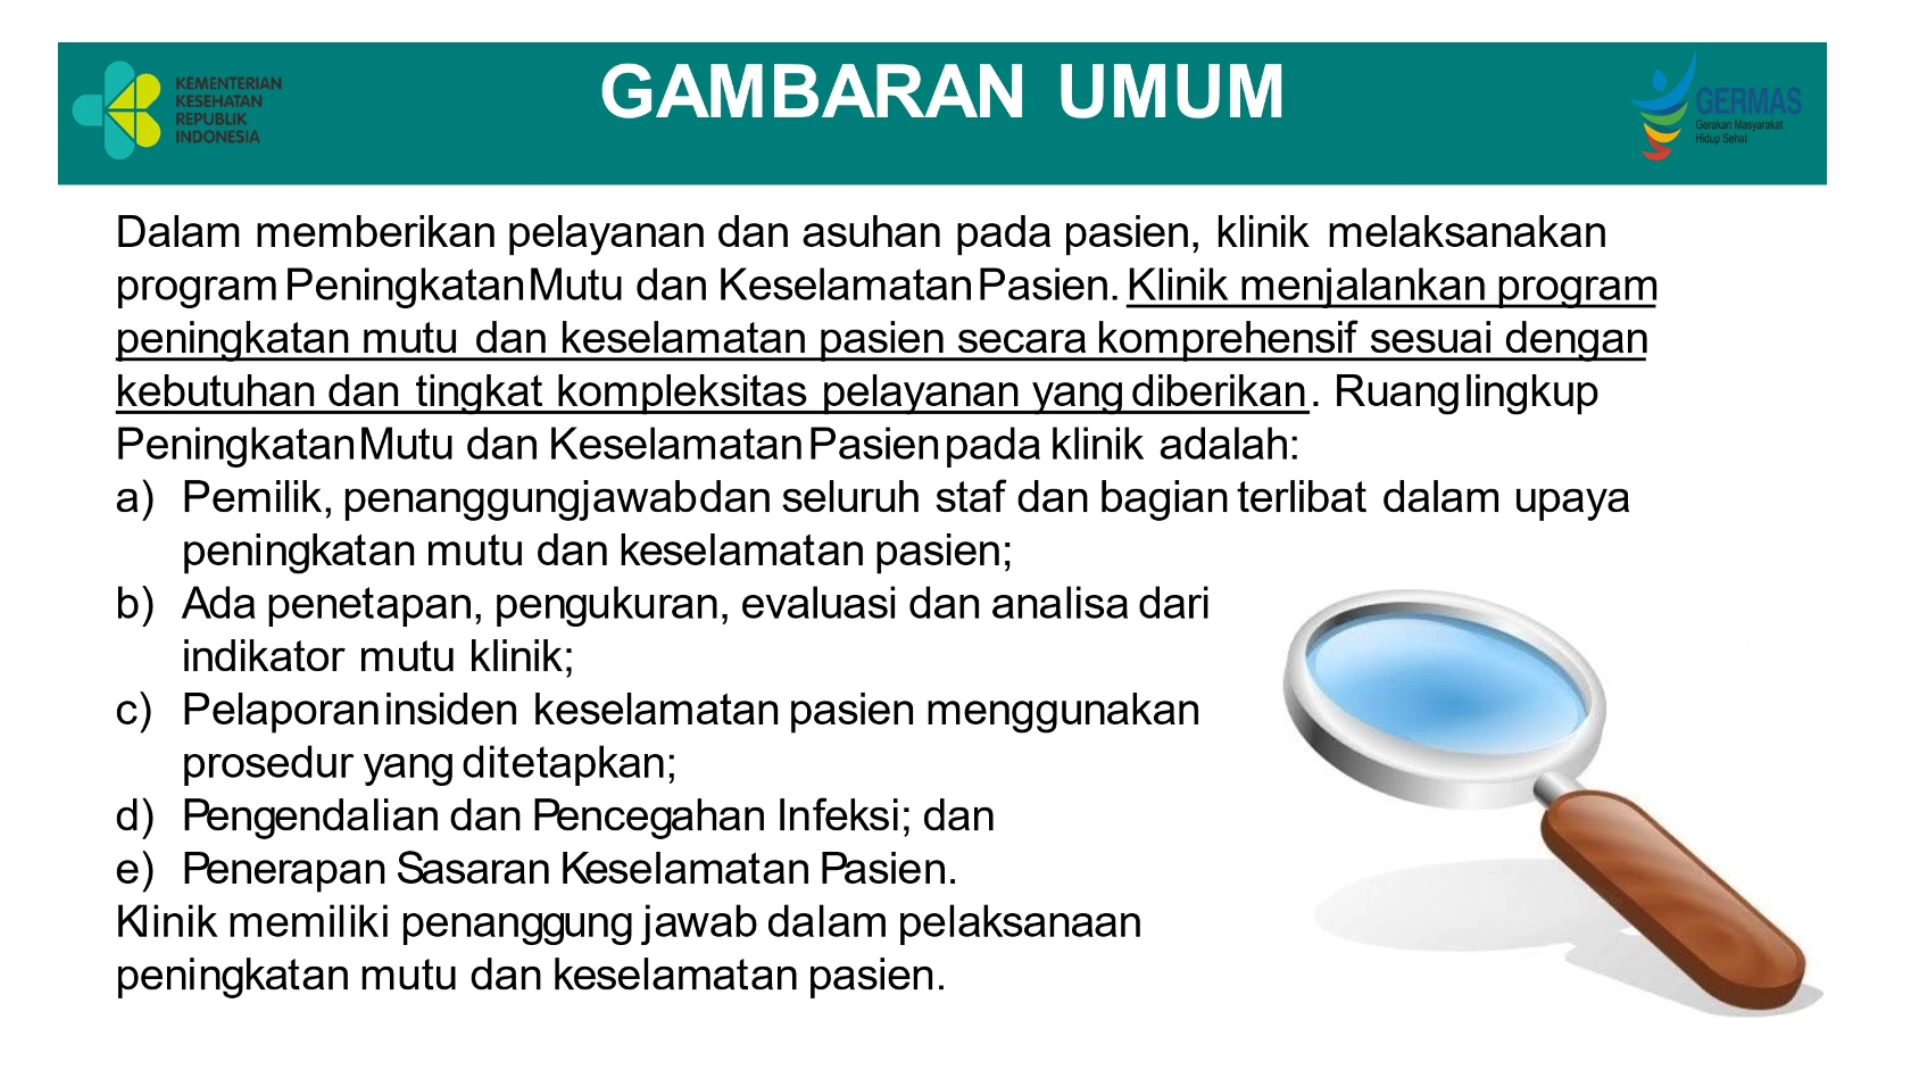 KEMENTERIAN
KESEHATAN
REPUBLIK
INDONESIA
GAMBARAN UMUM
GERMAS
Gerakan Masyarakat
Hidup Sehat
Dalam memberikan pelayanan dan asuhan pada pasien, klinik melaksanakan
program Peningkatan Mutu dan Keselamatan Pasien. Klinik menjalankan program
peningkatan mutu dan keselamatan pasien secara komprehensif sesuai dengan
kebutuhan dan tingkat kompleksitas pelayanan yang diberikan. Ruang lingkup
Peningkatan Mutu dan Keselamatan Pasien pada klinik adalah:
a) Pemilik, penanggungjawab dan seluruh staf dan bagian terlibat dalam upaya
peningkatan mutu dan keselamatan pasien;
b) Ada penetapan, pengukuran, evaluasi dan analisa dari
indikator mutu klinik;
c) Pelaporan insiden keselamatan pasien menggunakan
prosedur yang ditetapkan;
d) Pengendalian dan Pencegahan Infeksi; dan
e) Penerapan Sasaran Keselamatan Pasien.
Klinik memiliki penanggung jawab dalam pelaksanaan
peningkatan mutu dan keselamatan pasien.